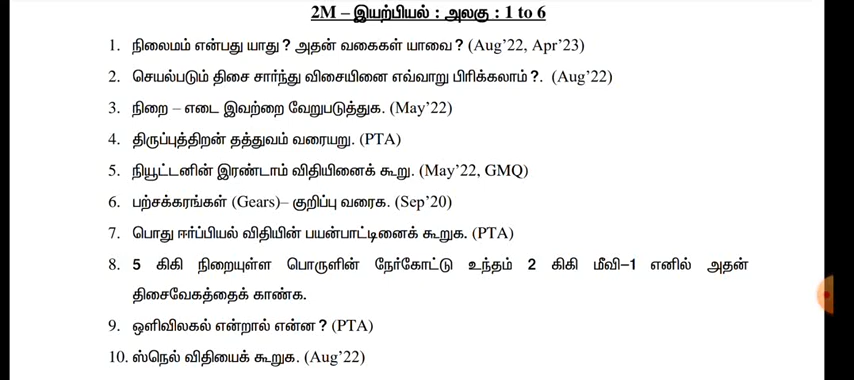 2M – இயற்பியல் : அலகு : 1 to 6
1. நிலைமம் என்பது யாது ? அதன் வகைகள் யாவை ? (Aug’22, Apr’23)
2. செயல்படும் திசை சார்ந்து விசையினை எவ்வாறு பிரிக்கலாம் ?. (Aug’22)
3. நிறை – எடை இவற்றை வேறுபடுத்துக. (May’22)
4. திருப்புத்திறன் தத்துவம் வரையறு. (PTA)
5. நியூட்டனின் இரண்டாம் விதியினைக் கூறு. (May’22, GMQ)
6. பற்சக்கரங்கள் (Gears)– குறிப்பு வரைக. (Sep’20)
7. பொது ஈர்ப்பியல் விதியின் பயன்பாட்டினைக் கூறுக. (PTA)
8. 5 கிகி நிறையுள்ள பொருளின் நேர்கோட்டு உந்தம் 2 கிகி மீவி–1 எனில் அதன்
திசைவேகத்தைக் காண்க.
9. ஒளிவிலகல் என்றால் என்ன ? (PTA)
10. ஸ்நெல் விதியைக் கூறுக. (Aug’22)